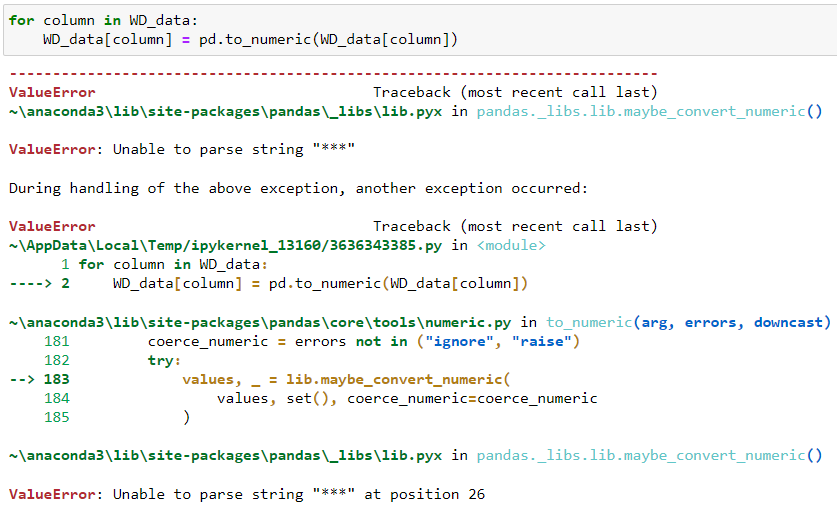 for column in WD_data:
    WD_data[column] = pd.to_numeric(WD_data[column])
---------------------------------------------------------------------------
ValueError                                Traceback (most recent call last)
~\anaconda3\lib\site-packages\pandas\_libs\lib.pyx in pandas._libs.lib.maybe_convert_numeric()

ValueError: Unable to parse string "***"

During handling of the above exception, another exception occurred:

ValueError                                Traceback (most recent call last)
~\AppData\Local\Temp/ipykernel_13160/3636343385.py in <module>
      1 for column in WD_data:
----> 2     WD_data[column] = pd.to_numeric(WD_data[column])

~\anaconda3\lib\site-packages\pandas\core\tools\numeric.py in to_numeric(arg, errors, downcast)
    181         coerce_numeric = errors not in ("ignore", "raise")
    182         try:
--> 183             values, _ = lib.maybe_convert_numeric(
    184                 values, set(), coerce_numeric=coerce_numeric
    185             )

~\anaconda3\lib\site-packages\pandas\_libs\lib.pyx in pandas._libs.lib.maybe_convert_numeric()

ValueError: Unable to parse string "***" at position 26